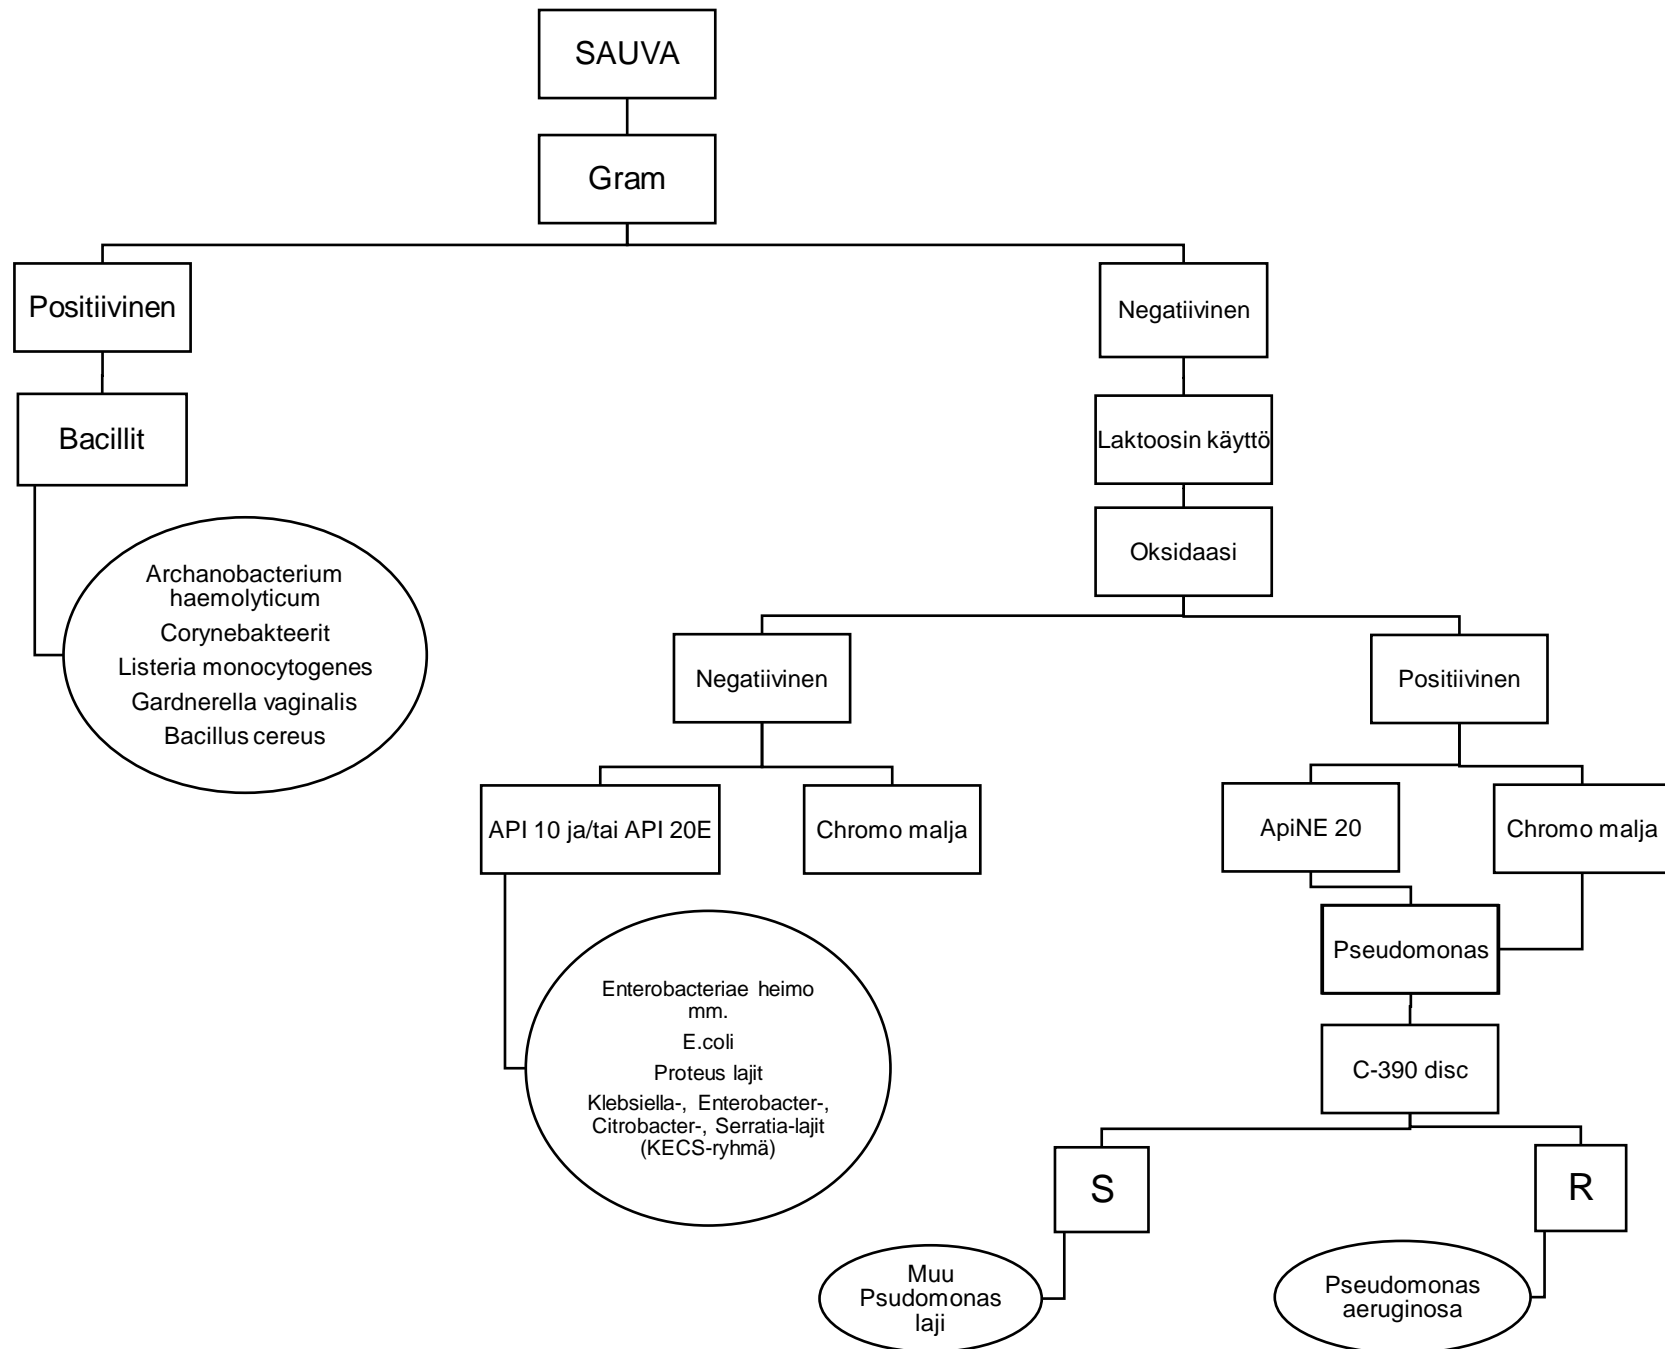 SAUVA
Gram
Positiivinen
Negatiivinen
Bacillit
Laktoosin käyttö
Oksidaasi
Archanobacterium
haemolyticum
Corynebakteerit
Listeria monocytogenes
Gardnerella vaginalis
Bacillus cereus
Negatiivinen
Positiivinen
API 10 ja/tai API 20E
Chromo malja
ApiNE 20
Chromo malja
Pseudomonas
Enterobacteriae heimo
mm.
E.coli
Proteus lajit
Klebsiella-, Enterobacter-,
Citrobacter-, Serratia-lajit
(KECS-ryhmä)
C-390 disc
S
R
Muu
Psudomonas
laji
Pseudomonas
aeruginosa